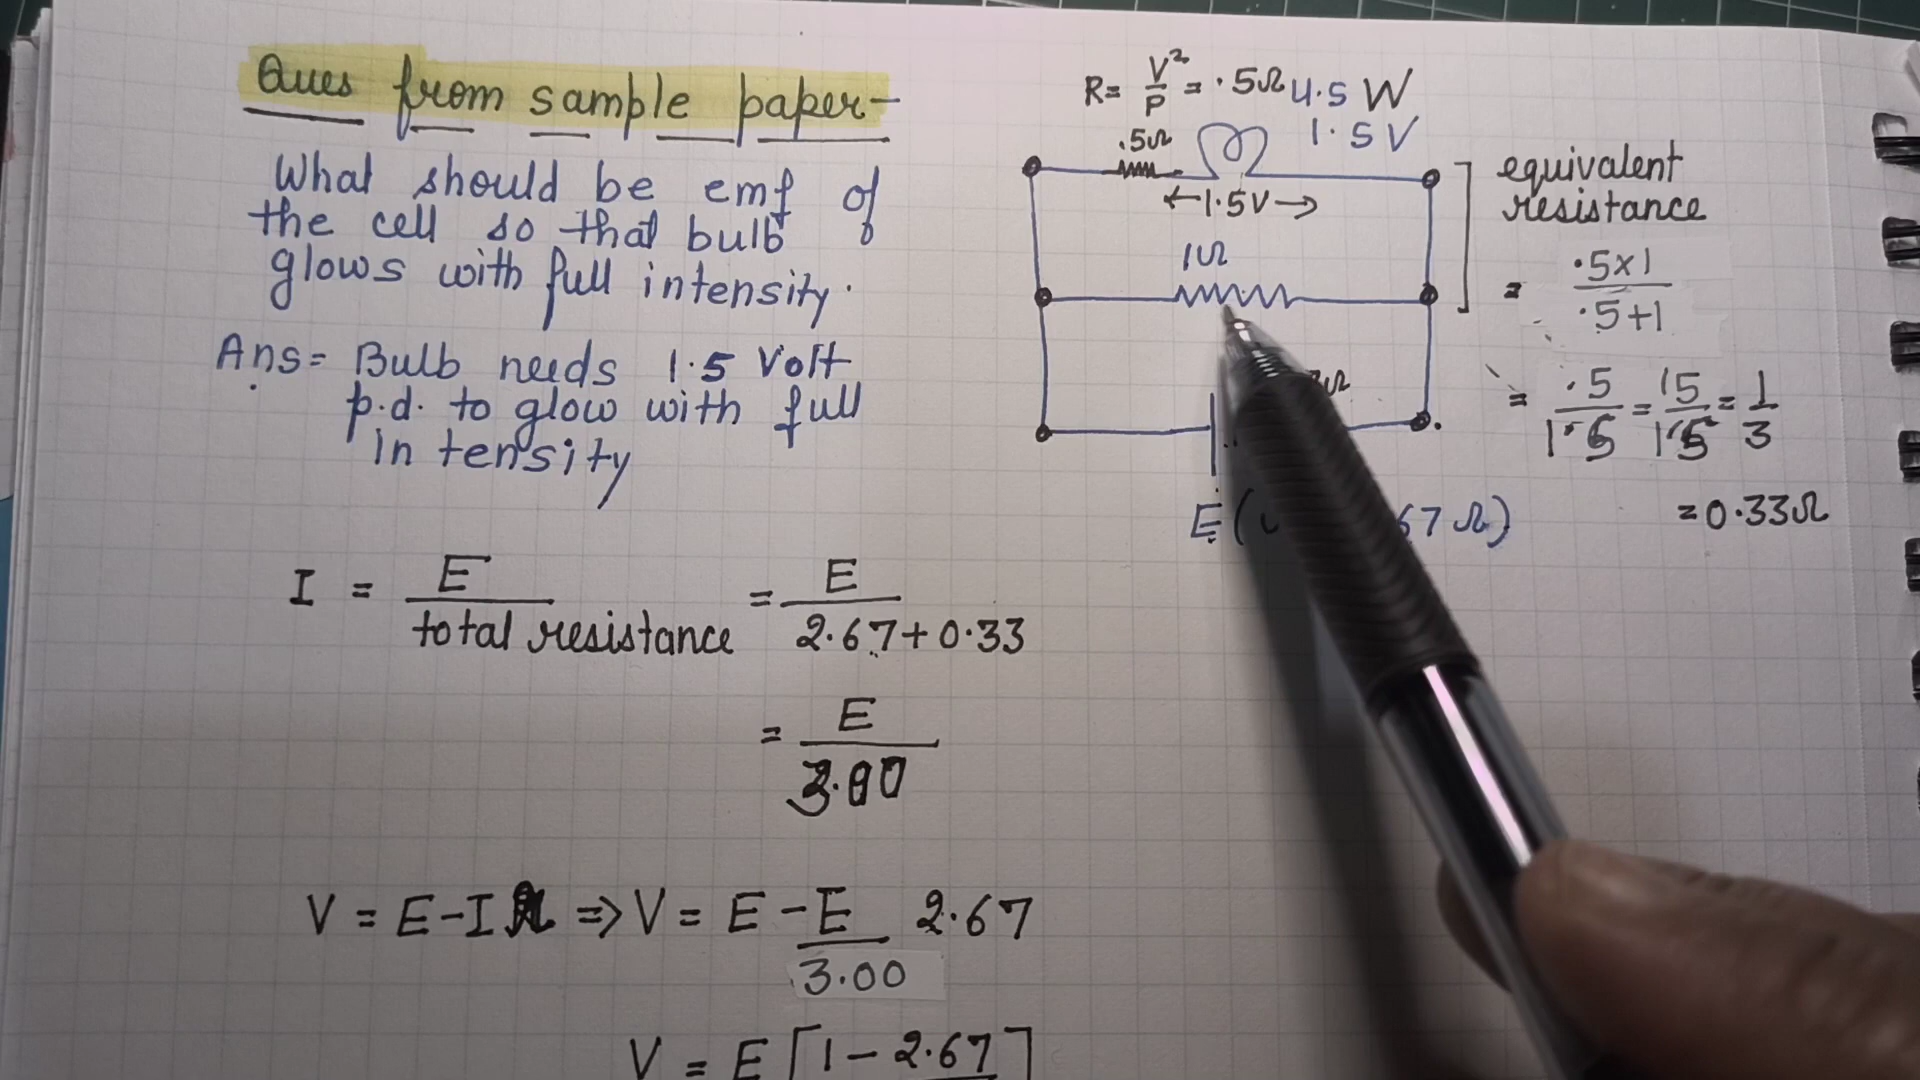 Ques from sample paper-
What should be emf of
the cell so that bulb
glows with full intensity.
Ans= Bulb needs 1.5 Volt
p.d. to glow with full
intensity
R= V²/P = .5Ω 4.5 W
1.5 V
.5Ω
←1.5V→
1Ω
equivalent
resistance
= .5×1/.5+1
= .5/1.5 = 15/15 = 1/3
=0.33Ω
E (
67Ω)
I = E/total resistance = E/2.67+0.33
= E/3.00
V = E-I r => V = E - E/3.00 2.67
V = E [1 - 2.67]